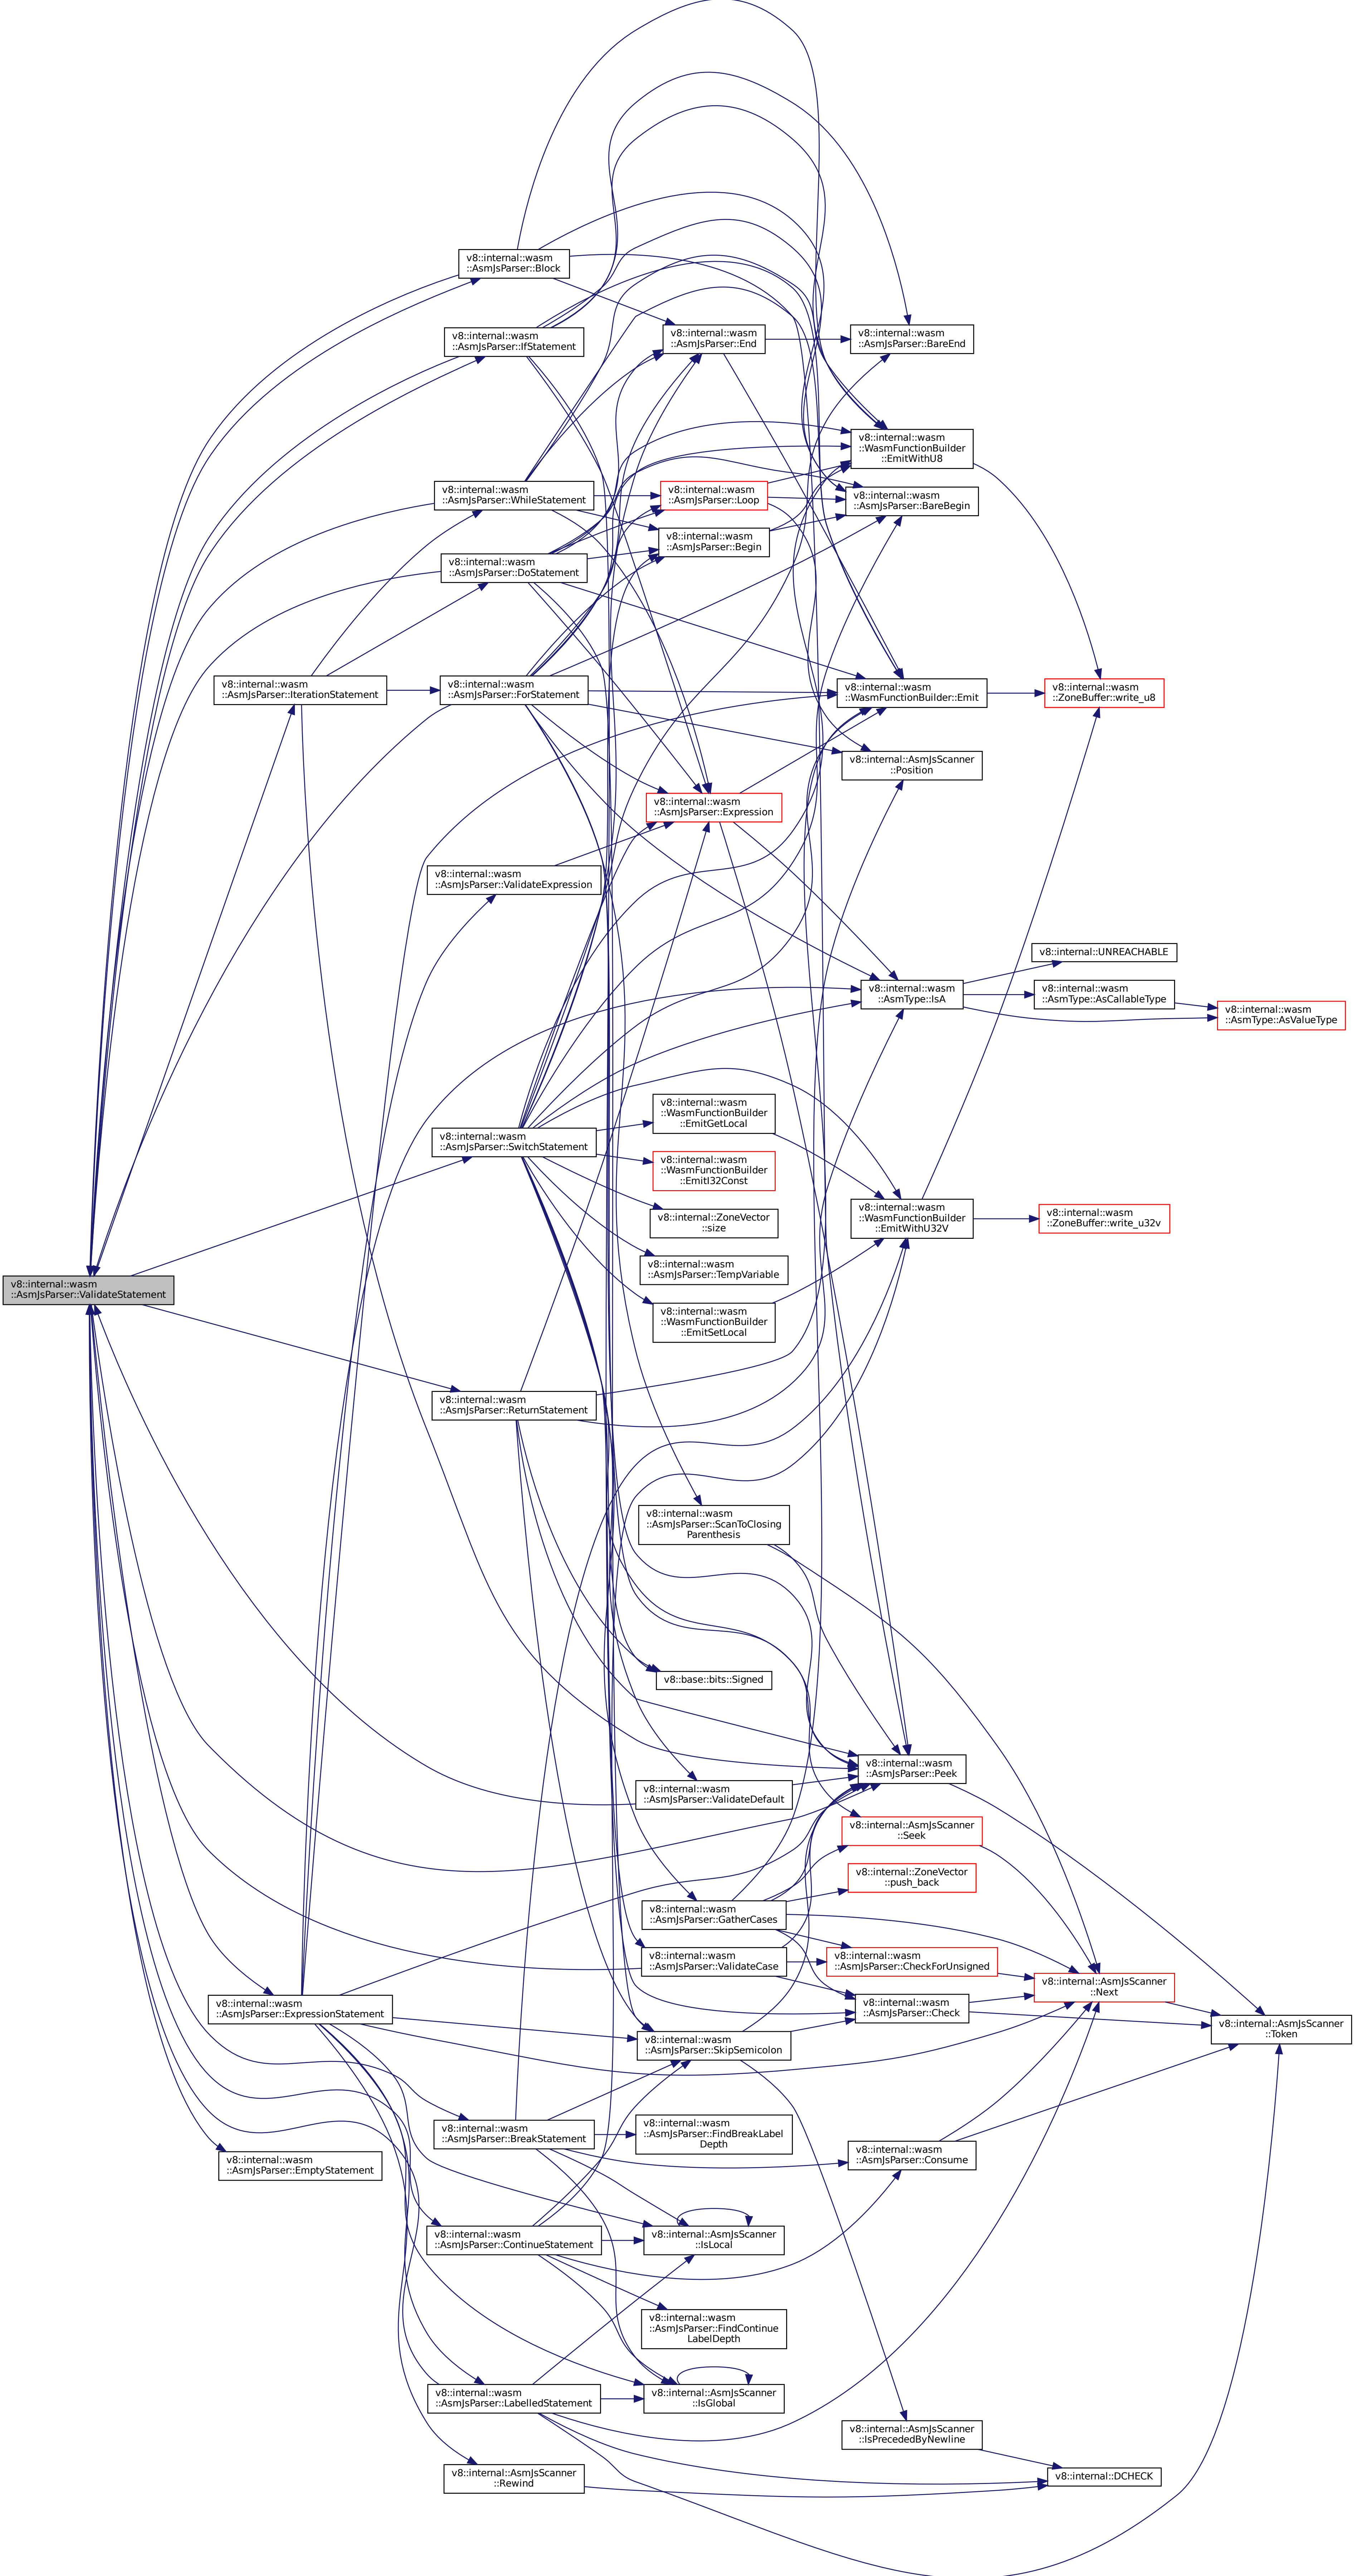 v8::internal::wasm
::AsmJsParser::Block
v8::internal::wasm
::AsmJsParser::IfStatement
v8::internal::wasm
::AsmJsParser::End
v8::internal::wasm
::AsmJsParser::BareEnd
v8::internal::wasm
::WasmFunctionBuilder
::EmitWithU8
v8::internal::wasm
::AsmJsParser::WhileStatement
v8::internal::wasm
::AsmJsParser::Loop
v8::internal::wasm
::AsmJsParser::BareBegin
v8::internal::wasm
::AsmJsParser::Begin
v8::internal::wasm
::AsmJsParser::DoStatement
v8::internal::wasm
::AsmJsParser::IterationStatement
v8::internal::wasm
::AsmJsParser::ForStatement
v8::internal::wasm
::WasmFunctionBuilder::Emit
v8::internal::wasm
::ZoneBuffer::write_u8
v8::internal::AsmJsScanner
::Position
v8::internal::wasm
::AsmJsParser::Expression
v8::internal::wasm
::AsmJsParser::ValidateExpression
v8::internal::UNREACHABLE
v8::internal::wasm
::AsmType::IsA
v8::internal::wasm
::AsmType::AsCallableType
v8::internal::wasm
::AsmType::AsValueType
v8::internal::wasm
::WasmFunctionBuilder
::EmitGetLocal
v8::internal::wasm
::AsmJsParser::SwitchStatement
v8::internal::wasm
::WasmFunctionBuilder
::EmitI32Const
v8::internal::ZoneVector
::size
v8::internal::wasm
::WasmFunctionBuilder
::EmitWithU32V
v8::internal::wasm
::ZoneBuffer::write_u32v
v8::internal::wasm
::AsmJsParser::TempVariable
v8::internal::wasm
::AsmJsParser::ValidateStatement
v8::internal::wasm
::WasmFunctionBuilder
::EmitSetLocal
v8::internal::wasm
::AsmJsParser::ReturnStatement
v8::internal::wasm
::AsmJsParser::ScanToClosing
Parenthesis
v8::base::bits::Signed
v8::internal::wasm
::AsmJsParser::Peek
v8::internal::wasm
::AsmJsParser::ValidateDefault
v8::internal::AsmJsScanner
::Seek
v8::internal::ZoneVector
::push_back
v8::internal::wasm
::AsmJsParser::GatherCases
v8::internal::wasm
::AsmJsParser::ValidateCase
v8::internal::wasm
::AsmJsParser::CheckForUnsigned
v8::internal::AsmJsScanner
::Next
v8::internal::wasm
::AsmJsParser::ExpressionStatement
v8::internal::wasm
::AsmJsParser::Check
v8::internal::AsmJsScanner
::Token
v8::internal::wasm
::AsmJsParser::SkipSemicolon
v8::internal::wasm
::AsmJsParser::BreakStatement
v8::internal::wasm
::AsmJsParser::FindBreakLabel
Depth
v8::internal::wasm
::AsmJsParser::Consume
v8::internal::wasm
::AsmJsParser::EmptyStatement
v8::internal::wasm
::AsmJsParser::ContinueStatement
v8::internal::AsmJsScanner
::IsLocal
v8::internal::wasm
::AsmJsParser::FindContinue
LabelDepth
v8::internal::wasm
::AsmJsParser::LabelledStatement
v8::internal::AsmJsScanner
::IsGlobal
v8::internal::AsmJsScanner
::IsPrecededByNewline
v8::internal::AsmJsScanner
::Rewind
v8::internal::DCHECK